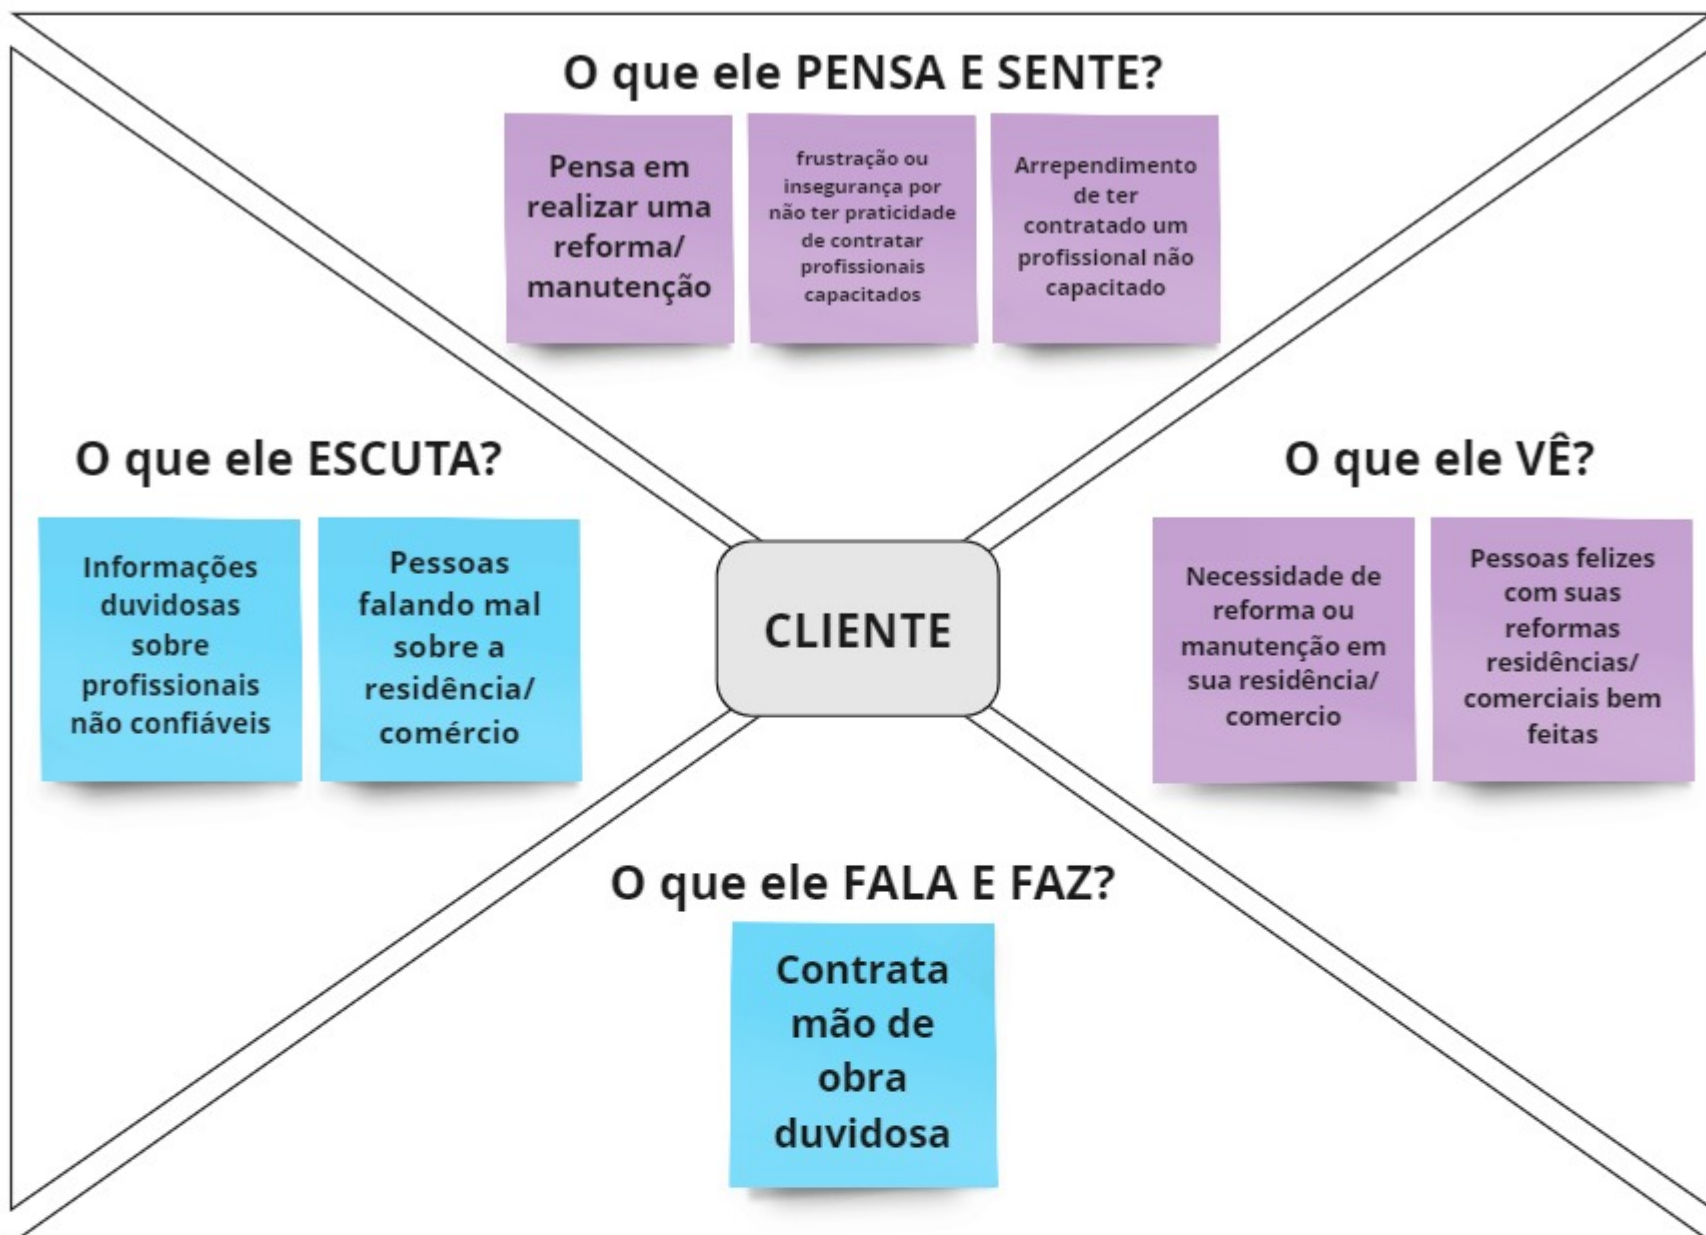 O que ele PENSA E SENTE?
Pensa em
realizar uma
reforma/
manutenção
frustração ou
insegurança por
não ter praticidade
de contratar
profissionais
capacitados
Arrependimento
de ter
contratado um
profissional não
capacitado
O que ele ESCUTA?
Informações
duvidosas
sobre
profissionais
não confiáveis
Pessoas
falando mal
sobre a
residência/
comércio
CLIENTE
O que ele VÊ?
Necessidade de
reforma ou
manutenção em
sua residência/
comercio
Pessoas felizes
com suas
reformas
residências/
comerciais bem
feitas
O que ele FALA E FAZ?
Contrata
mão de
obra
duvidosa